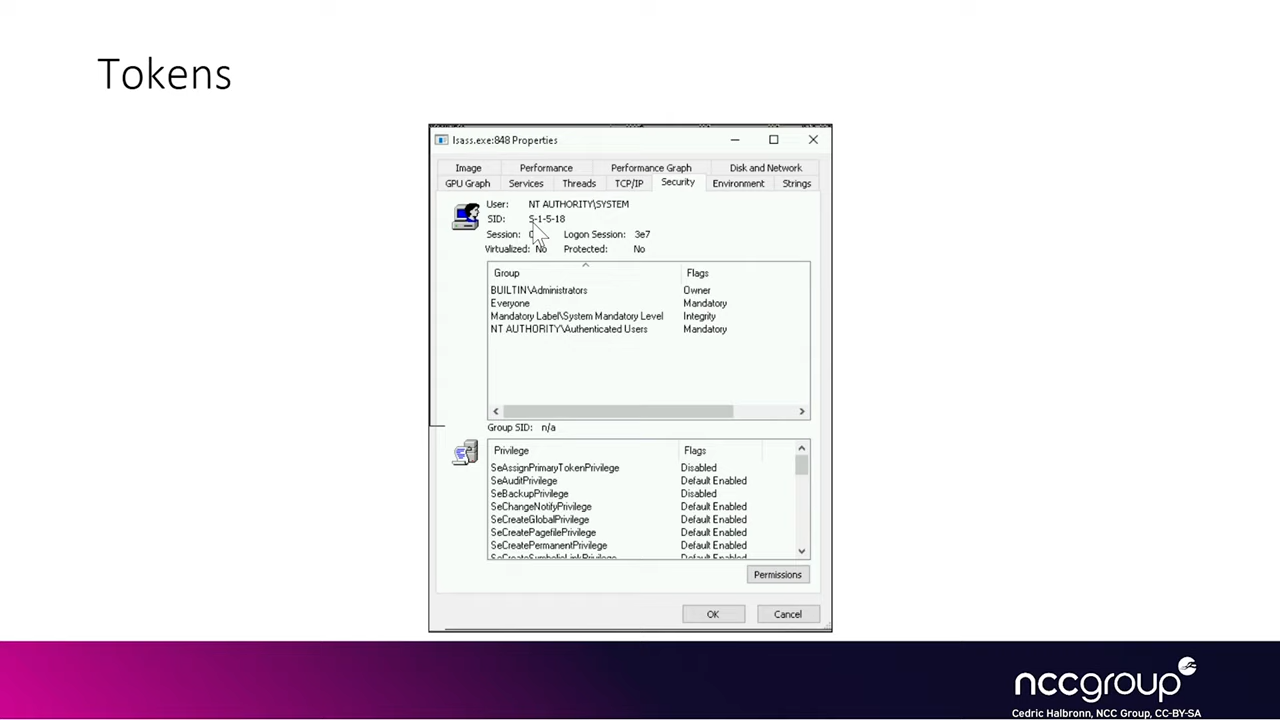 Tokens
lsass.exe:848 Properties
Image Performance Performance Graph Disk and Network
GPU Graph Services Threads TCP/IP Security Environment Strings
User: NT AUTHORITY\SYSTEM
SID: S-1-5-18
Session: 0 Logon Session: 3e7
Virtualized: No Protected: No
Group Flags
BUILTIN\Administrators Owner
Everyone Mandatory
Mandatory Label\System Mandatory Level Integrity
NT AUTHORITY\Authenticated Users Mandatory
Group SID: n/a
Privilege Flags
SeAssignPrimaryTokenPrivilege Disabled
SeAuditPrivilege Default Enabled
SeBackupPrivilege Disabled
SeChangeNotifyPrivilege Default Enabled
SeCreateGlobalPrivilege Default Enabled
SeCreatePagefilePrivilege Default Enabled
SeCreatePermanentPrivilege Default Enabled
SeCreateSymbolicLinkPrivilege Default Enabled
Permissions
OK Cancel
nccgroup
Cedric Halbronn, NCC Group, CC-BY-SA